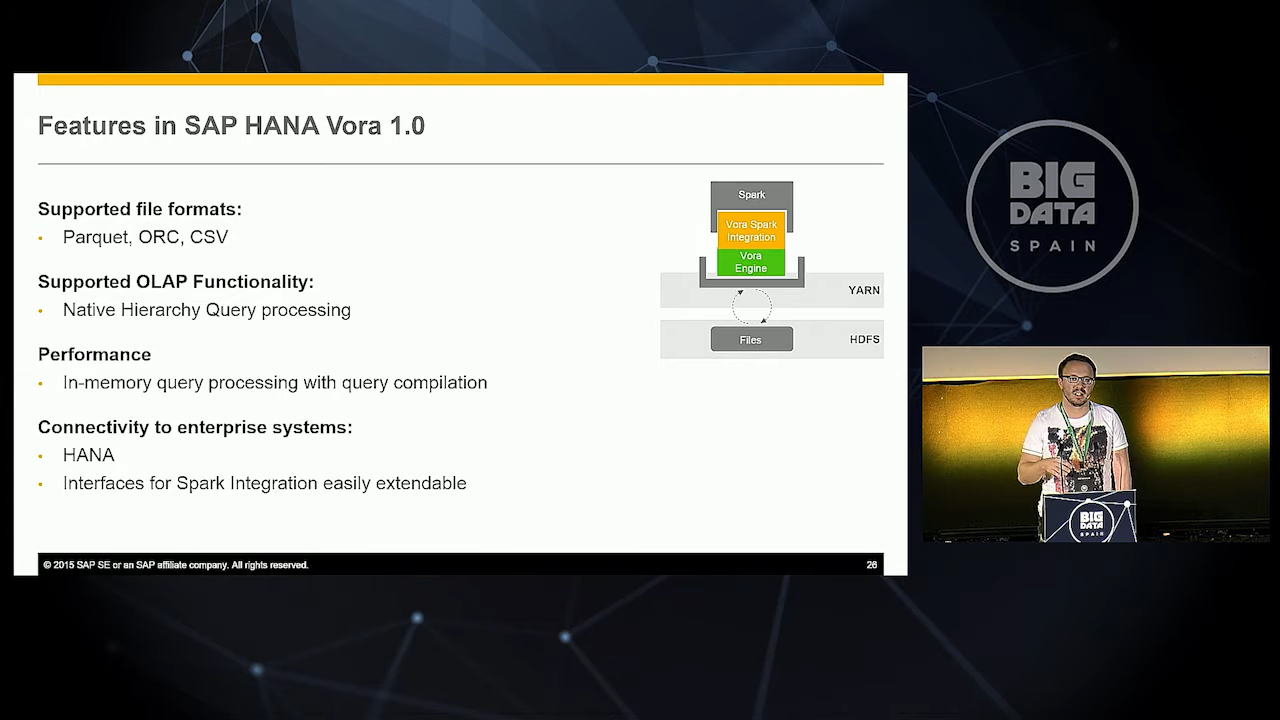 Features in SAP HANA Vora 1.0
Supported file formats:
• Parquet, ORC, CSV
Supported OLAP Functionality:
• Native Hierarchy Query processing
Performance
• In-memory query processing with query compilation
Connectivity to enterprise systems:
• HANA
• Interfaces for Spark Integration easily extendable
Spark
Vora Spark
Integration
Vora
Engine
YARN
Files
HDFS
© 2015 SAP SE or an SAP affiliate company. All rights reserved.
26
BIG
DATA
SPAIN
BIG
DATA
SPAIN